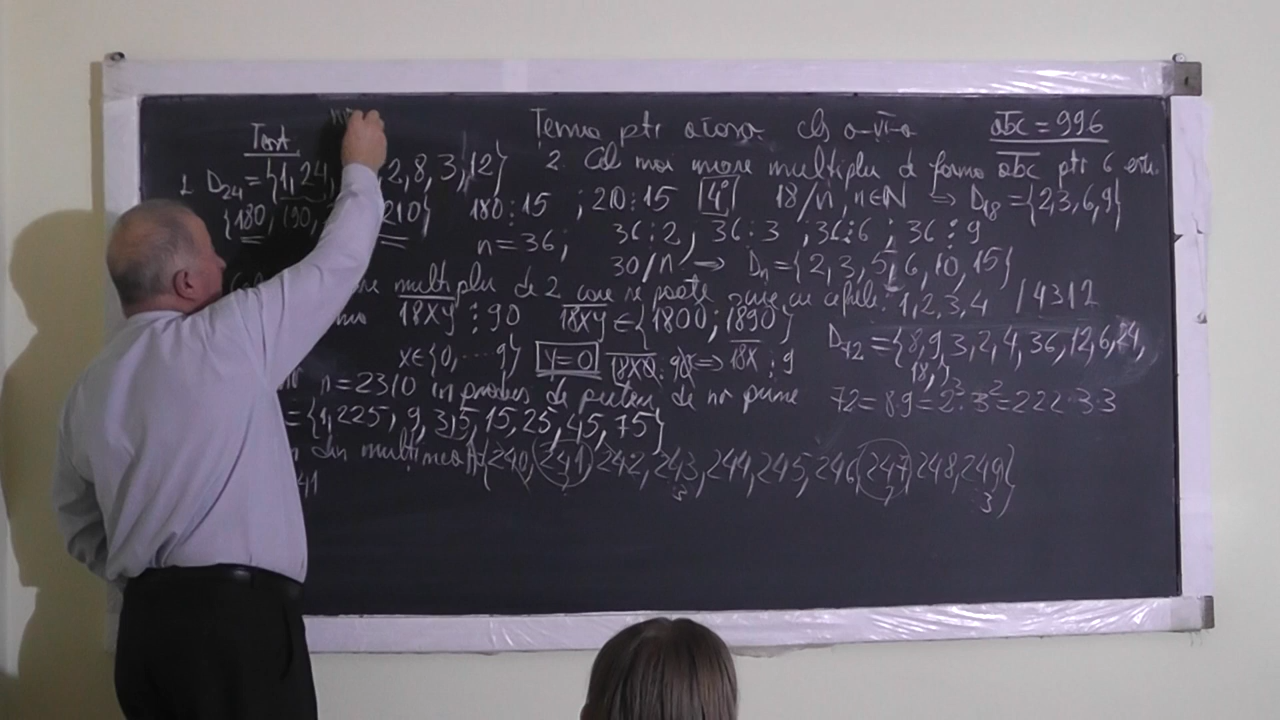 Test
Tema ptr acasa cls a-VI-a
abc = 996
1. D24={1,24, 2,8,3,12}
2. Cel mai mare multiplu de forma abc ptr 6 este.
{180, 190, 210} 180:15 ; 210:15 4° 18/n, n∈N ⇒ D18={2,3,6,9}
n=36; 36:2, 36⋮3 ; 36⋮6 ; 36⋮9
30/n → Dn={2,3,5,6,10,15}
multiplu de 2 care se poate scrie cu cifrele: 1,2,3,4 /4312
18xy ⋮ 90 18xy ∈ {1800; 1890}
D72={8,9,3,2,4,36,12,6,24,
18,}
x∈{0,...9} y=0 18x0 ⋮ 90 ⇒ 18x ⋮ 9
n=2310 in produs de puteri de nr prime 72=8·9=2³·3²=222·3·3
={1,225,9,3,5,15,25,45,75}
din multimea A={240,241,242,243,244,245,246,247,248,249}
3 3
41